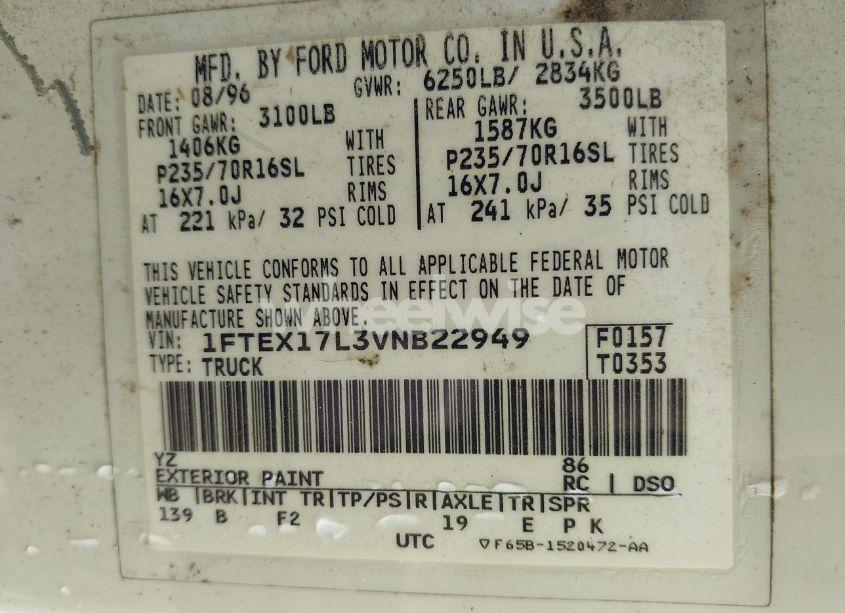 MFD. BY FORD MOTOR CO. IN U.S.A.
DATE: 08/96 GVWR: 6250LB/ 2834KG
FRONT GAWR: 3100LB REAR GAWR: 3500LB
1406KG WITH 1587KG WITH
P235/70R16SL TIRES P235/70R16SL TIRES
16X7.0J RIMS 16X7.0J RIMS
AT 221 kPa/ 32 PSI COLD AT 241 kPa/ 35 PSI COLD
THIS VEHICLE CONFORMS TO ALL APPLICABLE FEDERAL MOTOR
VEHICLE SAFETY STANDARDS IN EFFECT ON THE DATE OF
MANUFACTURE SHOWN ABOVE.
wheelwise
VIN: 1FTEX17L3VNB22949 F0157
TYPE: TRUCK T0353
YZ 86
EXTERIOR PAINT RC | DSO
WB |BRK|INT TR|TP/PS|R|AXLE|TR|SPR
139 B F2 19 E P K
UTC ▽F65B-1520472-AA